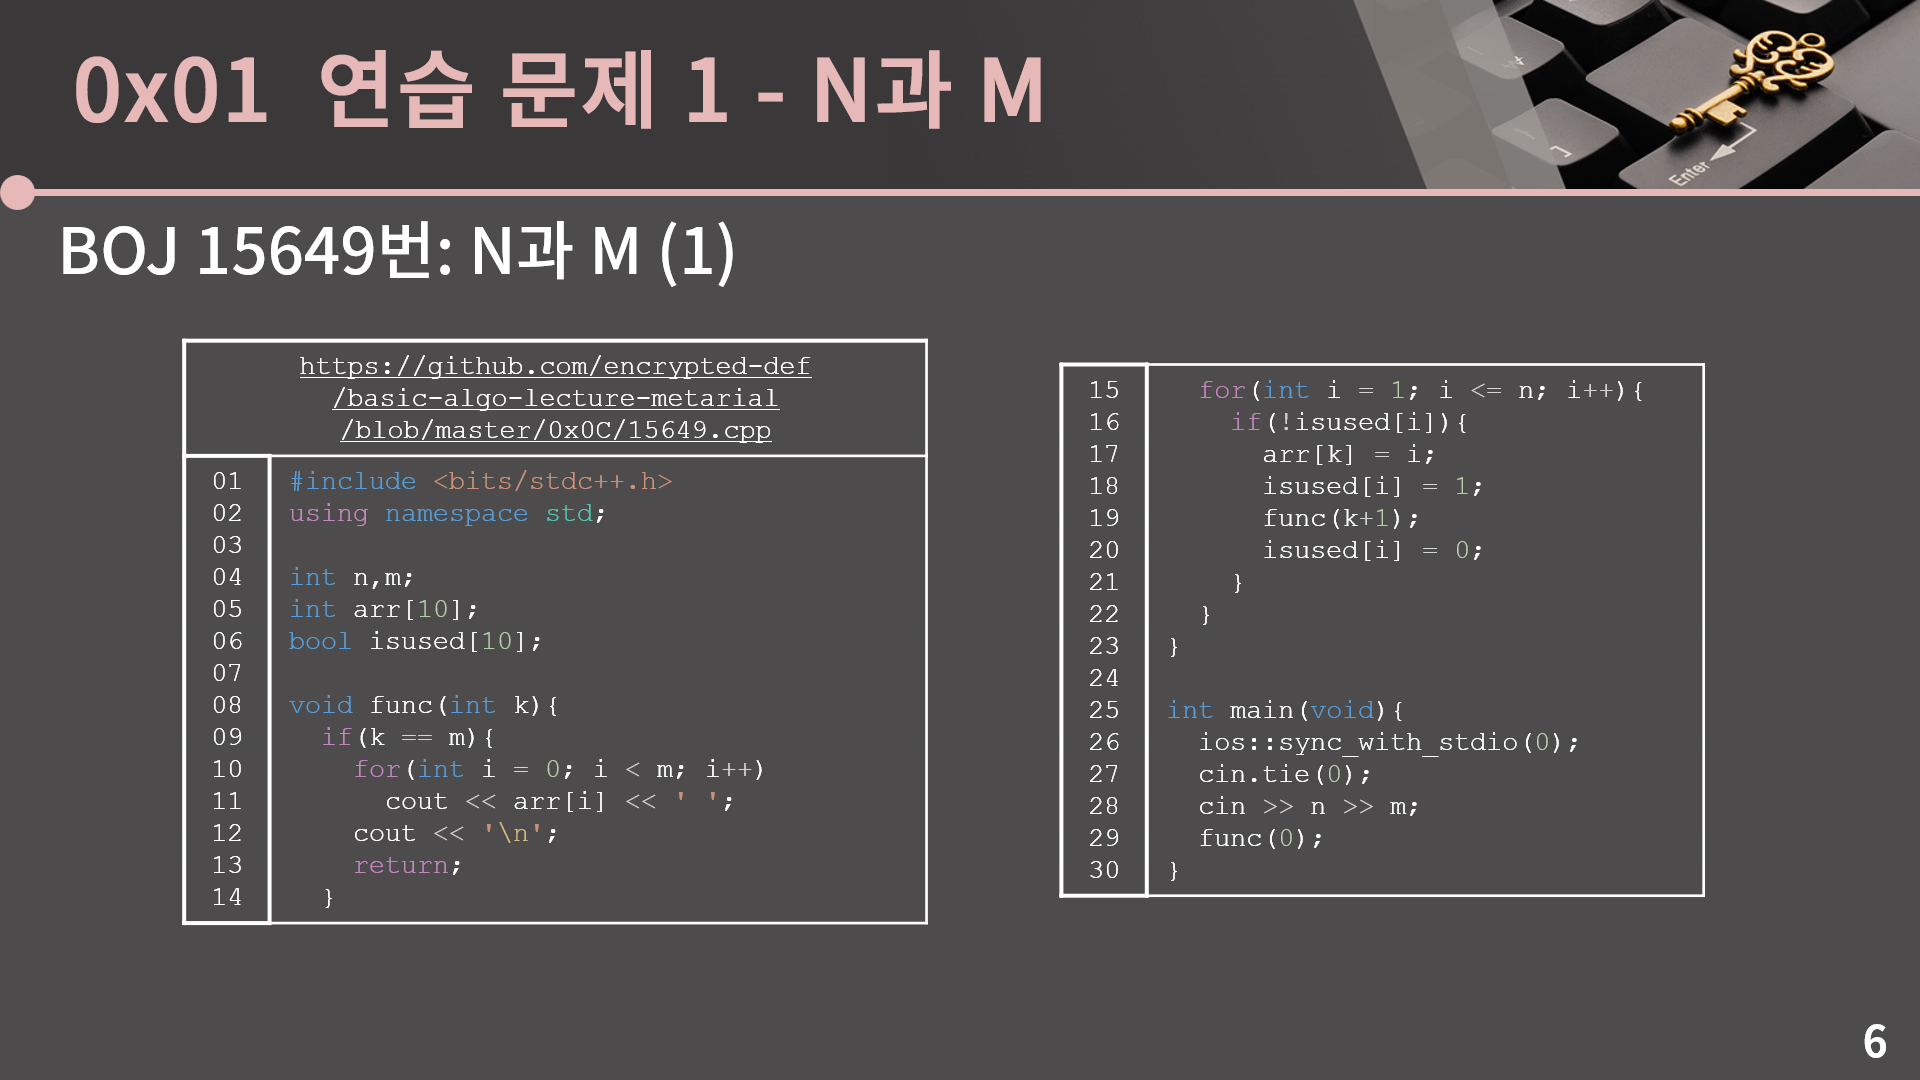 0x01 연습 문제 1 - N과 M
Enter
BOJ 15649번: N과 M (1)
https://github.com/encrypted-def
/basic-algo-lecture-metarial
/blob/master/0x0C/15649.cpp
01 #include <bits/stdc++.h>
02 using namespace std;
03
04 int n,m;
05 int arr[10];
06 bool isused[10];
07
08 void func(int k){
09   if(k == m){
10     for(int i = 0; i < m; i++)
11       cout << arr[i] << ' ';
12     cout << '\n';
13     return;
14   }
15   for(int i = 1; i <= n; i++){
16     if(!isused[i]){
17       arr[k] = i;
18       isused[i] = 1;
19       func(k+1);
20       isused[i] = 0;
21     }
22   }
23 }
24
25 int main(void){
26   ios::sync_with_stdio(0);
27   cin.tie(0);
28   cin >> n >> m;
29   func(0);
30 }
6